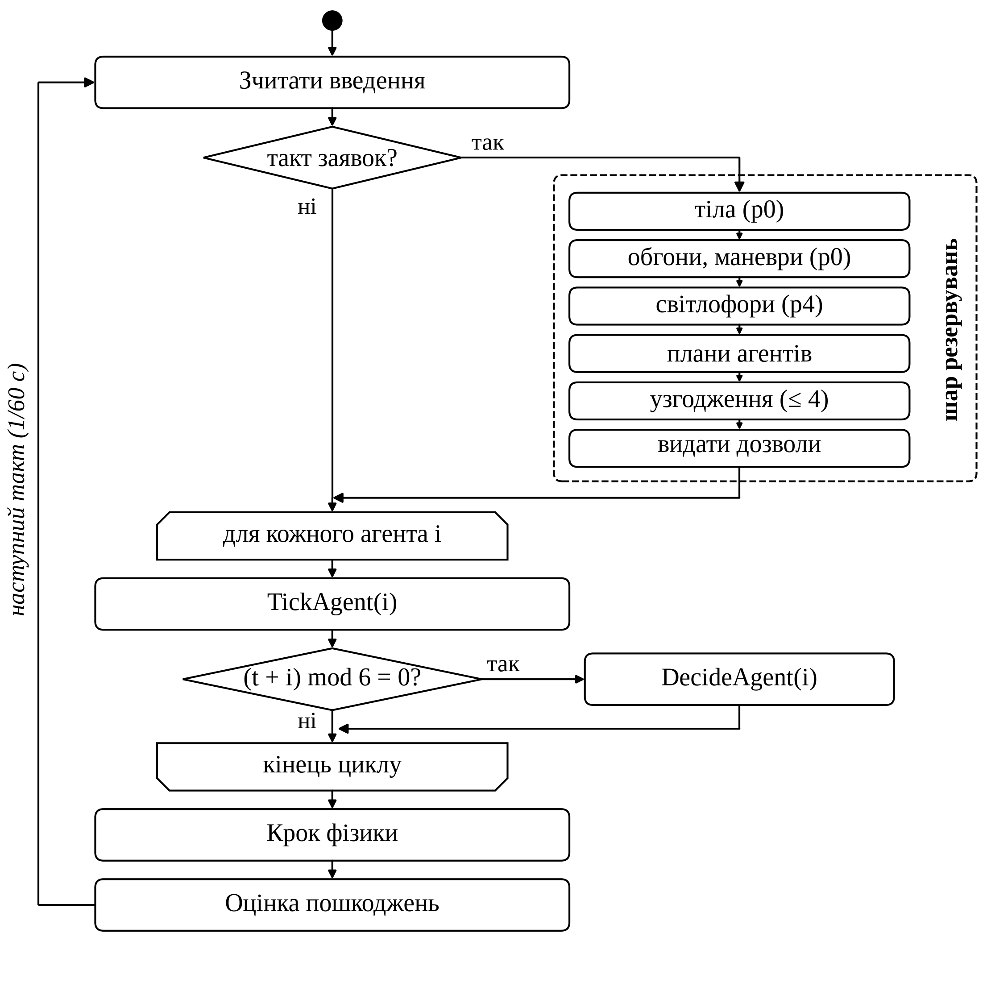 Зчитати введення
такт заявок?
так
ні
тіла (p0)
обгони, маневри (p0)
світлофори (p4)
плани агентів
узгодження (≤ 4)
видати дозволи
шар резервувань
для кожного агента i
TickAgent(i)
(t + i) mod 6 = 0?
так
DecideAgent(i)
ні
кінець циклу
Крок фізики
Оцінка пошкоджень
наступний такт (1/60 с)